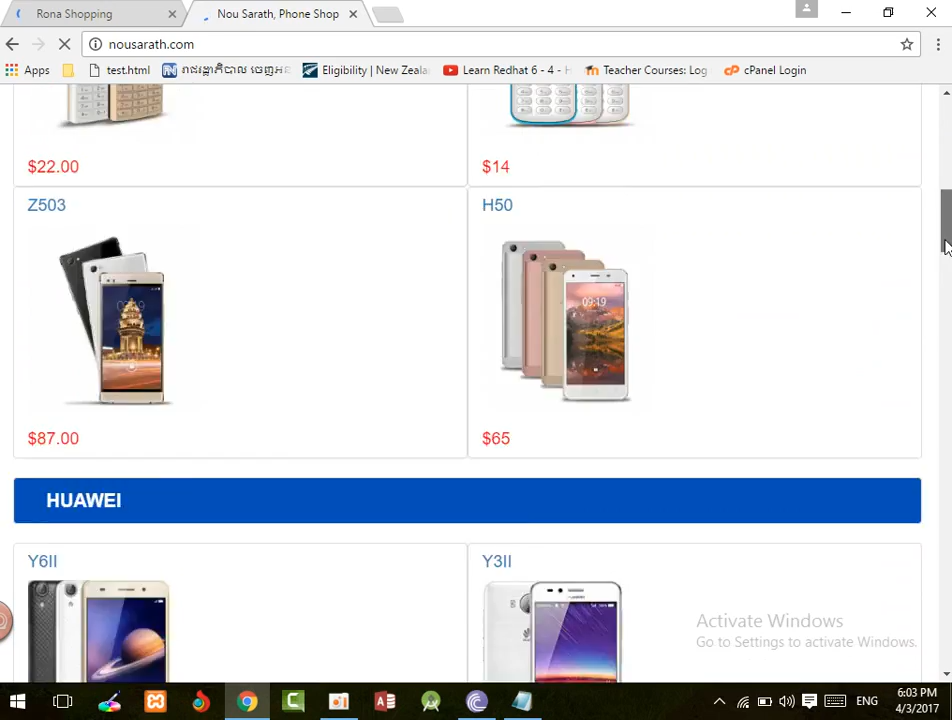 Rona Shopping
Nou Sarath, Phone Shop
nousarath.com
Apps
test.html
Eligibility | New Zeala
Learn Redhat 6 - 4 - H
Teacher Courses: Log
cPanel Login
$22.00
$14
Z503
H50
09:19
$87.00
$65
HUAWEI
Y6II
Y3II
Activate Windows
Go to Settings to activate Windows.
ENG
6:03 PM
4/3/2017